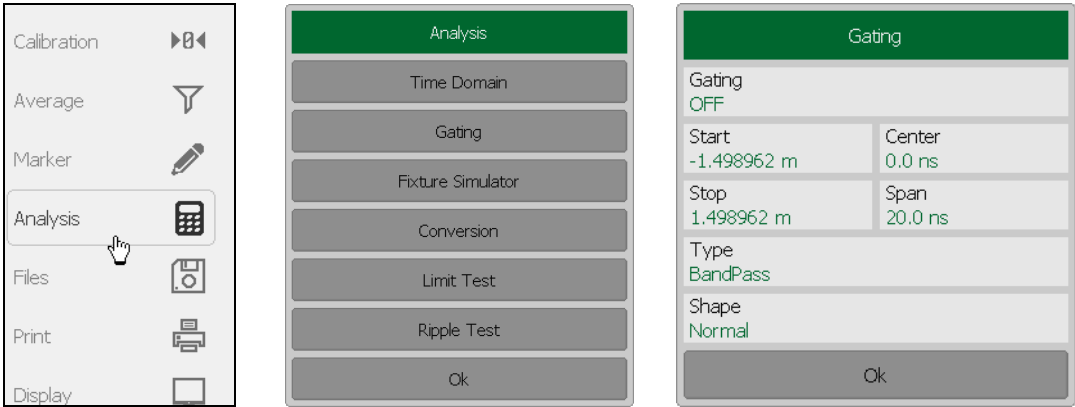 Calibration
Average
Marker
Analysis
Files
Print
Display
Analysis
Time Domain
Gating
Fixture Simulator
Conversion
Limit Test
Ripple Test
Ok
Gating
Gating
OFF
Start
-1.498962 m
Center
0.0 ns
Stop
1.498962 m
Span
20.0 ns
Type
BandPass
Shape
Normal
Ok